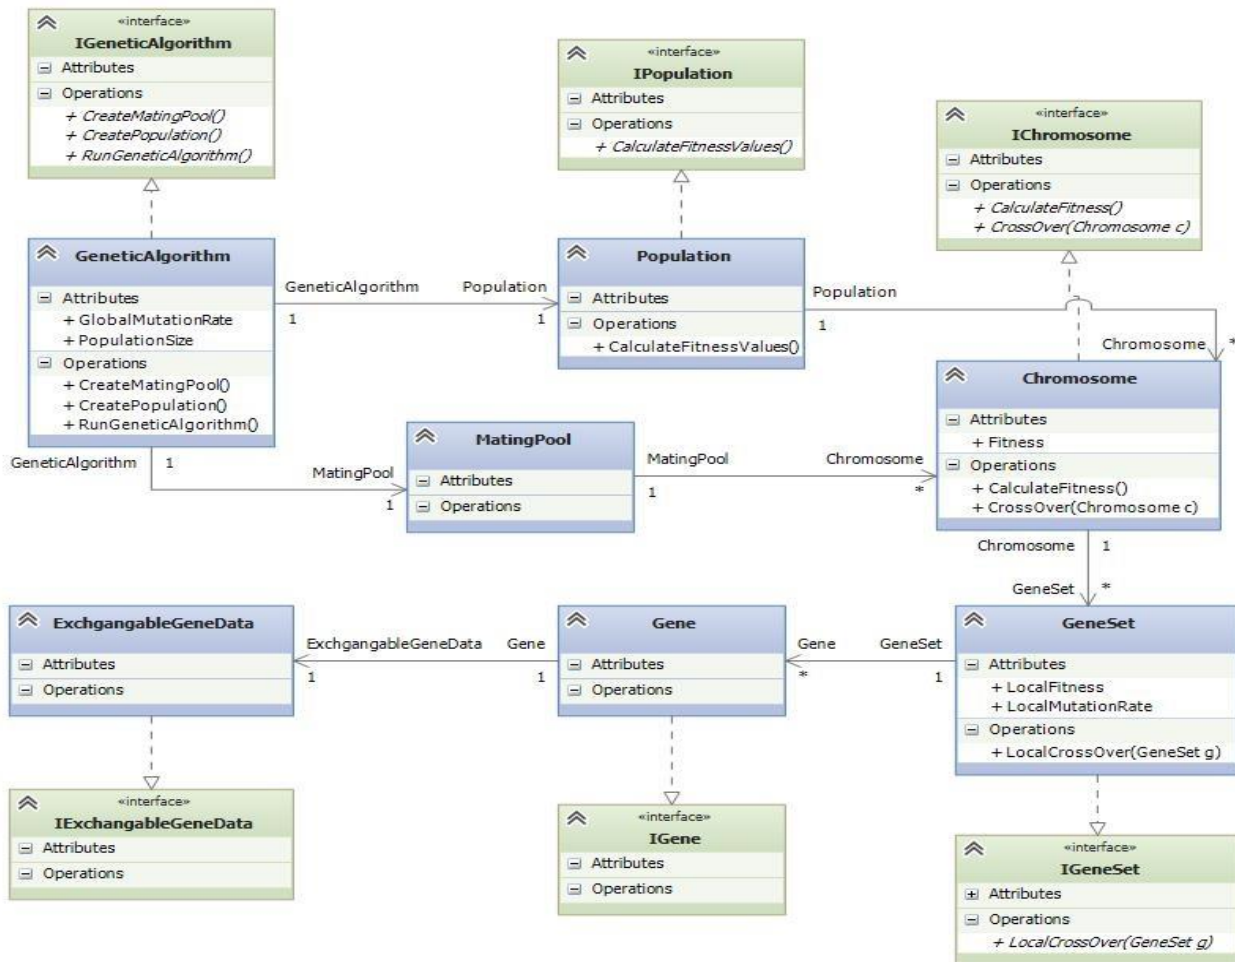 «interface»
IGeneticAlgorithm
Attributes
Operations
+ CreateMatingPool()
+ CreatePopulation()
+ RunGeneticAlgorithm()
«interface»
IPopulation
Attributes
Operations
+ CalculateFitnessValues()
«interface»
IChromosome
Attributes
Operations
+ CalculateFitness()
+ CrossOver(Chromosome c)
GeneticAlgorithm
Attributes
+ GlobalMutationRate
+ PopulationSize
Operations
+ CreateMatingPool()
+ CreatePopulation()
+ RunGeneticAlgorithm()
GeneticAlgorithm
Population
1
1
Population
Attributes
Operations
+ CalculateFitnessValues()
Population
1
Chromosome
*
Chromosome
Attributes
+ Fitness
Operations
+ CalculateFitness()
+ CrossOver(Chromosome c)
GeneticAlgorithm
1
MatingPool
1
MatingPool
Attributes
Operations
MatingPool
Chromosome
1
*
Chromosome
1
GeneSet
*
ExchgangableGeneData
Attributes
Operations
ExchgangableGeneData
Gene
1
1
Gene
Attributes
Operations
Gene
GeneSet
*
1
GeneSet
Attributes
+ LocalFitness
+ LocalMutationRate
Operations
+ LocalCrossOver(GeneSet g)
«interface»
IExchangableGeneData
Attributes
Operations
«interface»
IGene
Attributes
Operations
«interface»
IGeneSet
Attributes
Operations
+ LocalCrossOver(GeneSet g)